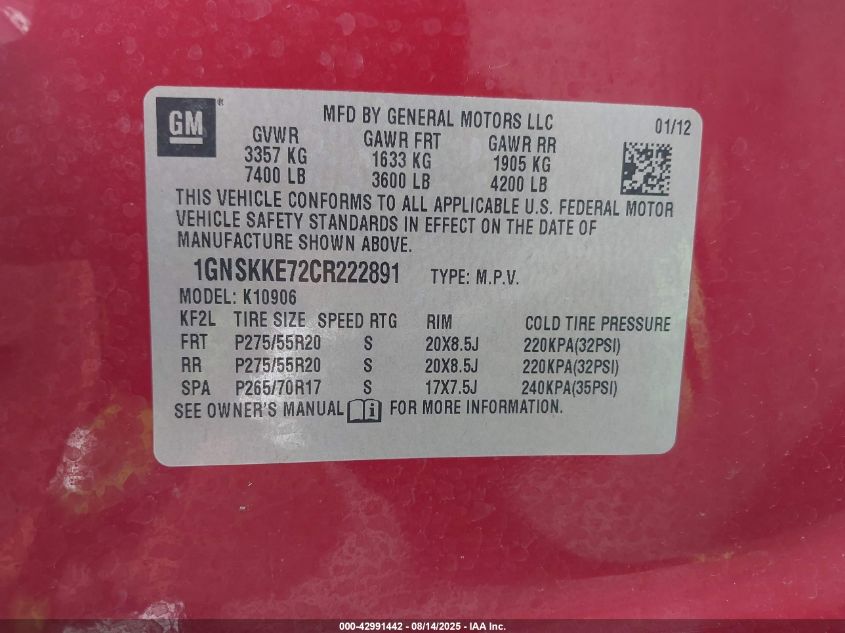 GM®
MFD BY GENERAL MOTORS LLC 01/12
GVWR GAWR FRT GAWR RR
3357 KG 1633 KG 1905 KG
7400 LB 3600 LB 4200 LB
THIS VEHICLE CONFORMS TO ALL APPLICABLE U.S. FEDERAL MOTOR
VEHICLE SAFETY STANDARDS IN EFFECT ON THE DATE OF
MANUFACTURE SHOWN ABOVE.
1GNSKKE72CR222891 TYPE: M.P.V.
MODEL: K10906
KF2L TIRE SIZE SPEED RTG RIM COLD TIRE PRESSURE
FRT P275/55R20 S 20X8.5J 220KPA(32PSI)
RR P275/55R20 S 20X8.5J 220KPA(32PSI)
SPA P265/70R17 S 17X7.5J 240KPA(35PSI)
SEE OWNER'S MANUAL FOR MORE INFORMATION.
000-42991442 - 08/14/2025 - IAA Inc.